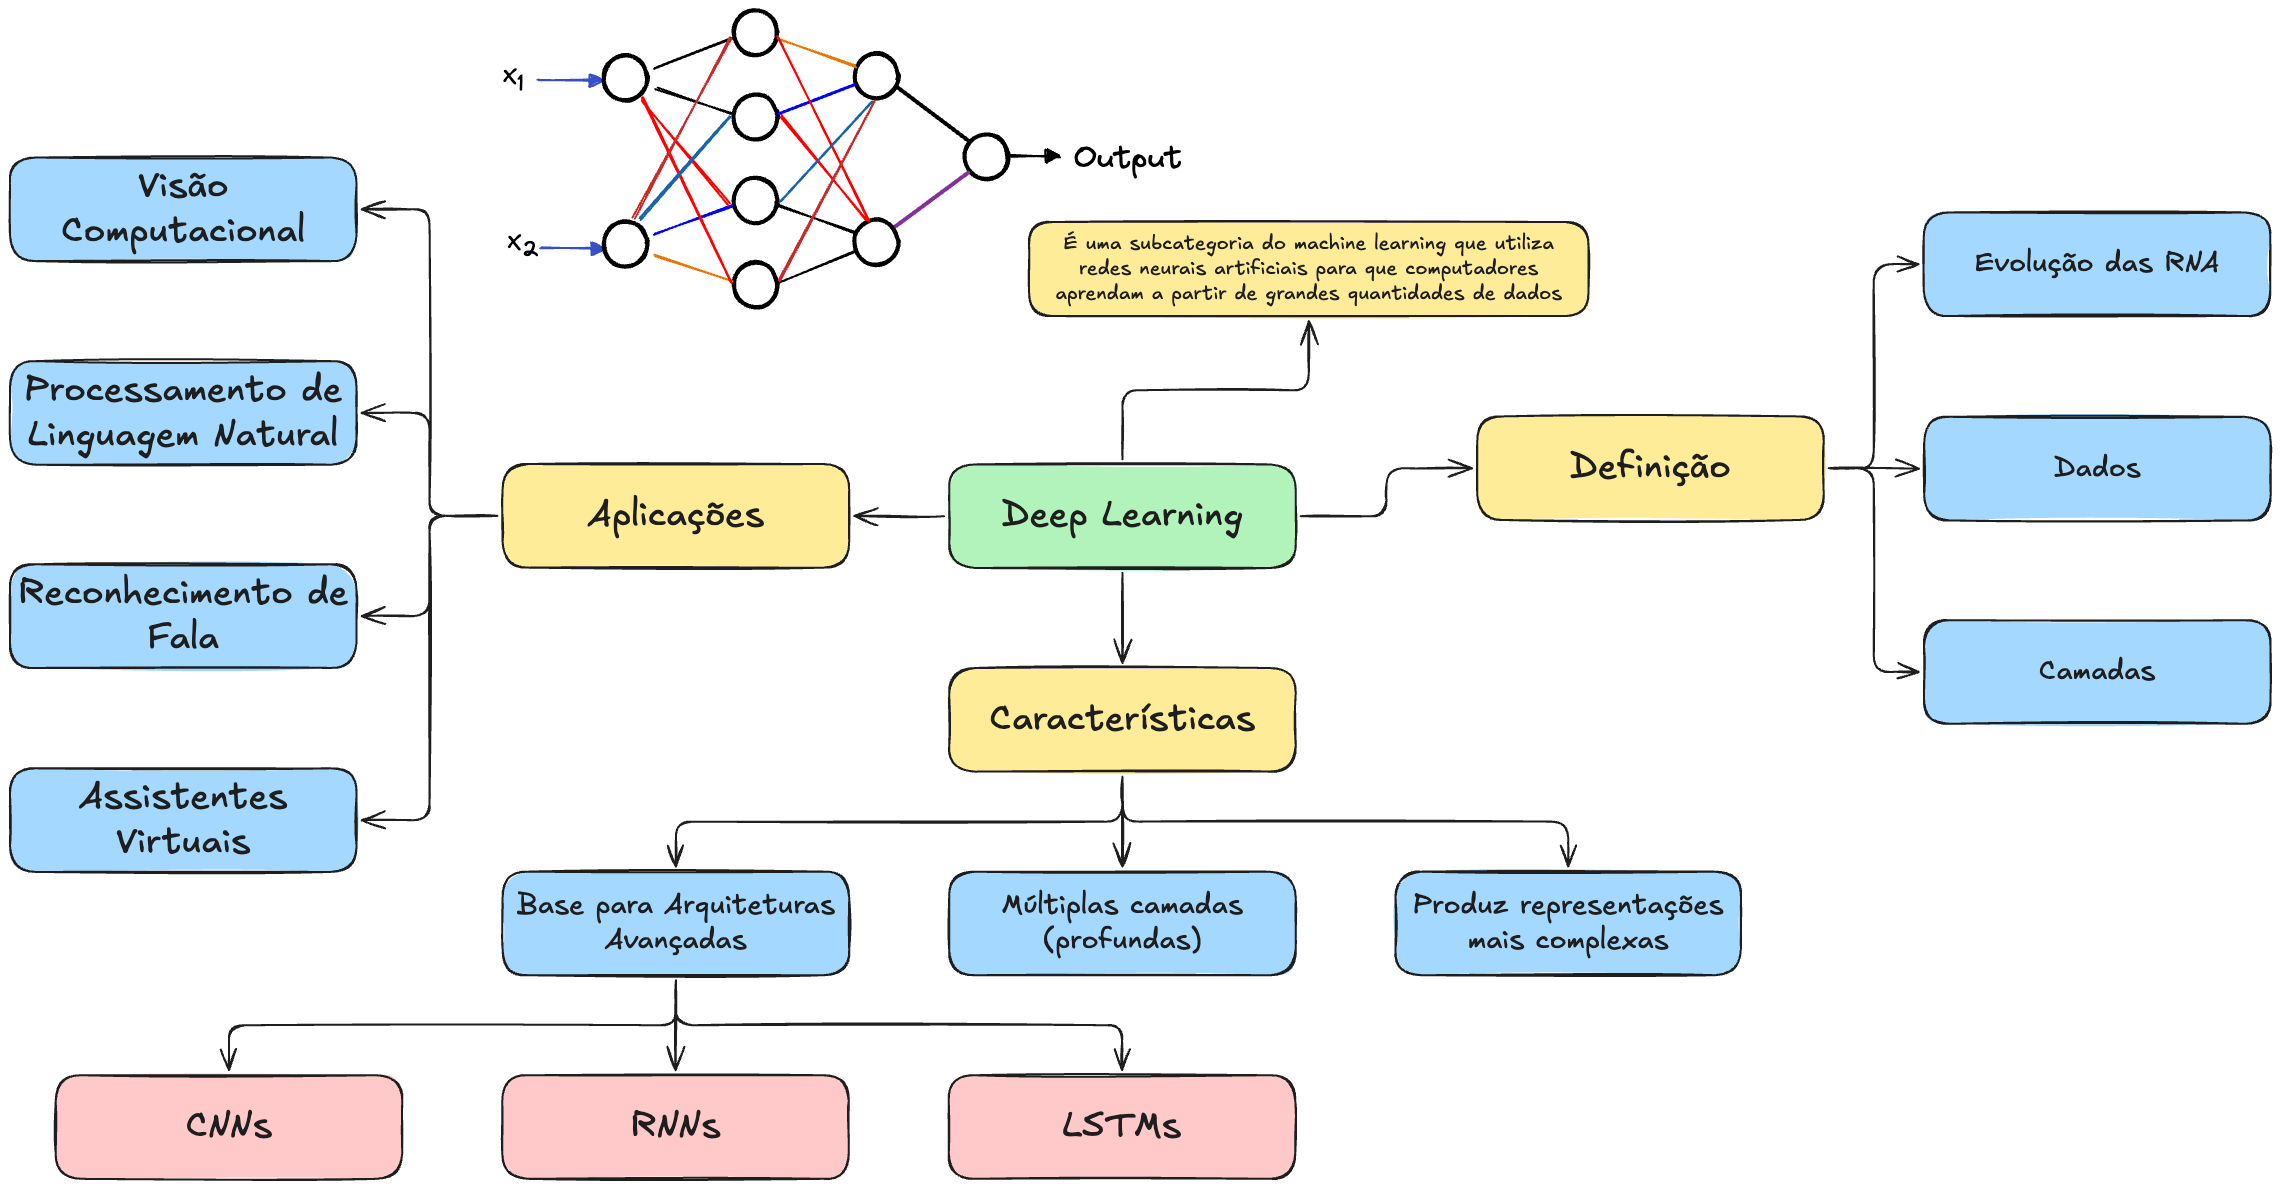 x1
x2
Output
É uma subcategoria do machine learning que utiliza
redes neurais artificiais para que computadores
aprendam a partir de grandes quantidades de dados
Visão
Computacional
Processamento de
Linguagem Natural
Reconhecimento de
Fala
Assistentes
Virtuais
Aplicações
Deep Learning
Definição
Evolução das RNA
Dados
Camadas
Características
Base para Arquiteturas
Avançadas
Múltiplas camadas
(profundas)
Produz representações
mais complexas
CNNs
RNNs
LSTMs